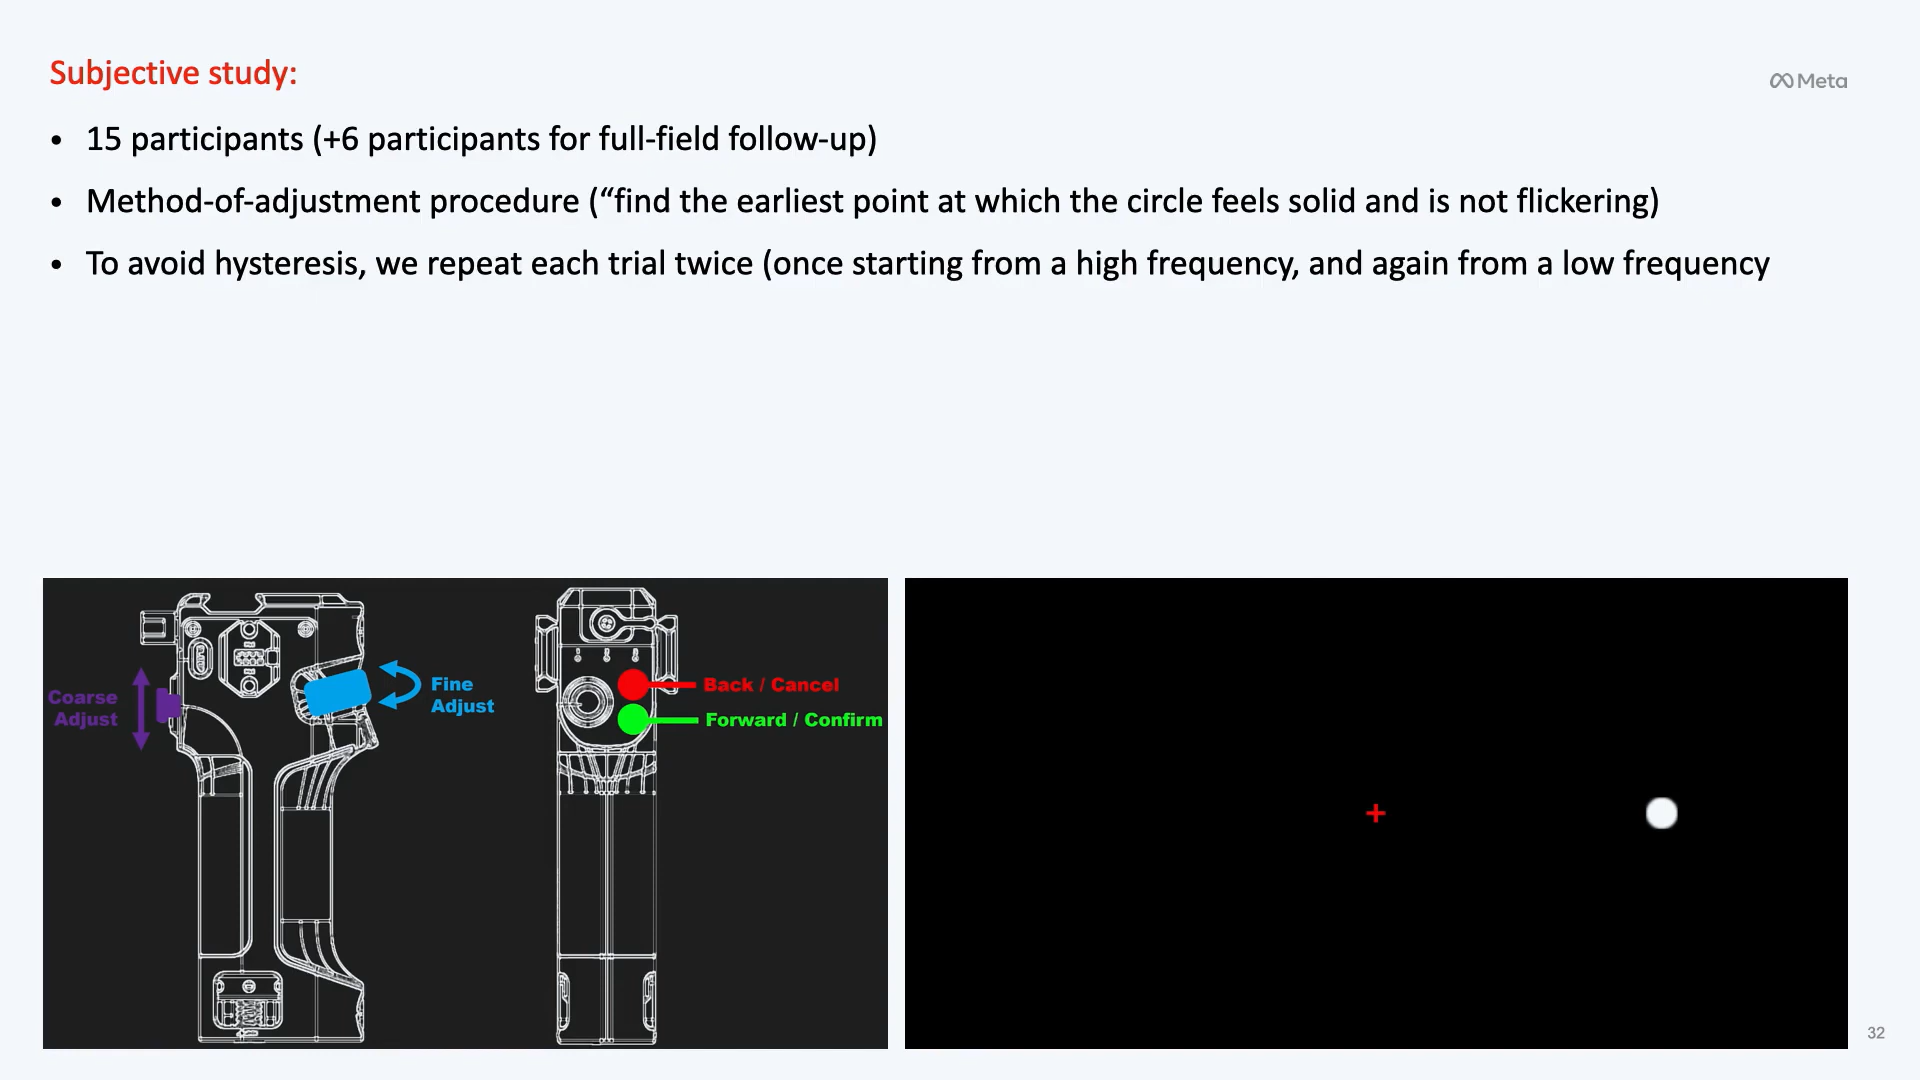 Subjective study:
Meta
• 15 participants (+6 participants for full-field follow-up)
• Method-of-adjustment procedure (“find the earliest point at which the circle feels solid and is not flickering)
• To avoid hysteresis, we repeat each trial twice (once starting from a high frequency, and again from a low frequency
Coarse
Adjust
Fine
Adjust
Back / Cancel
Forward / Confirm
32